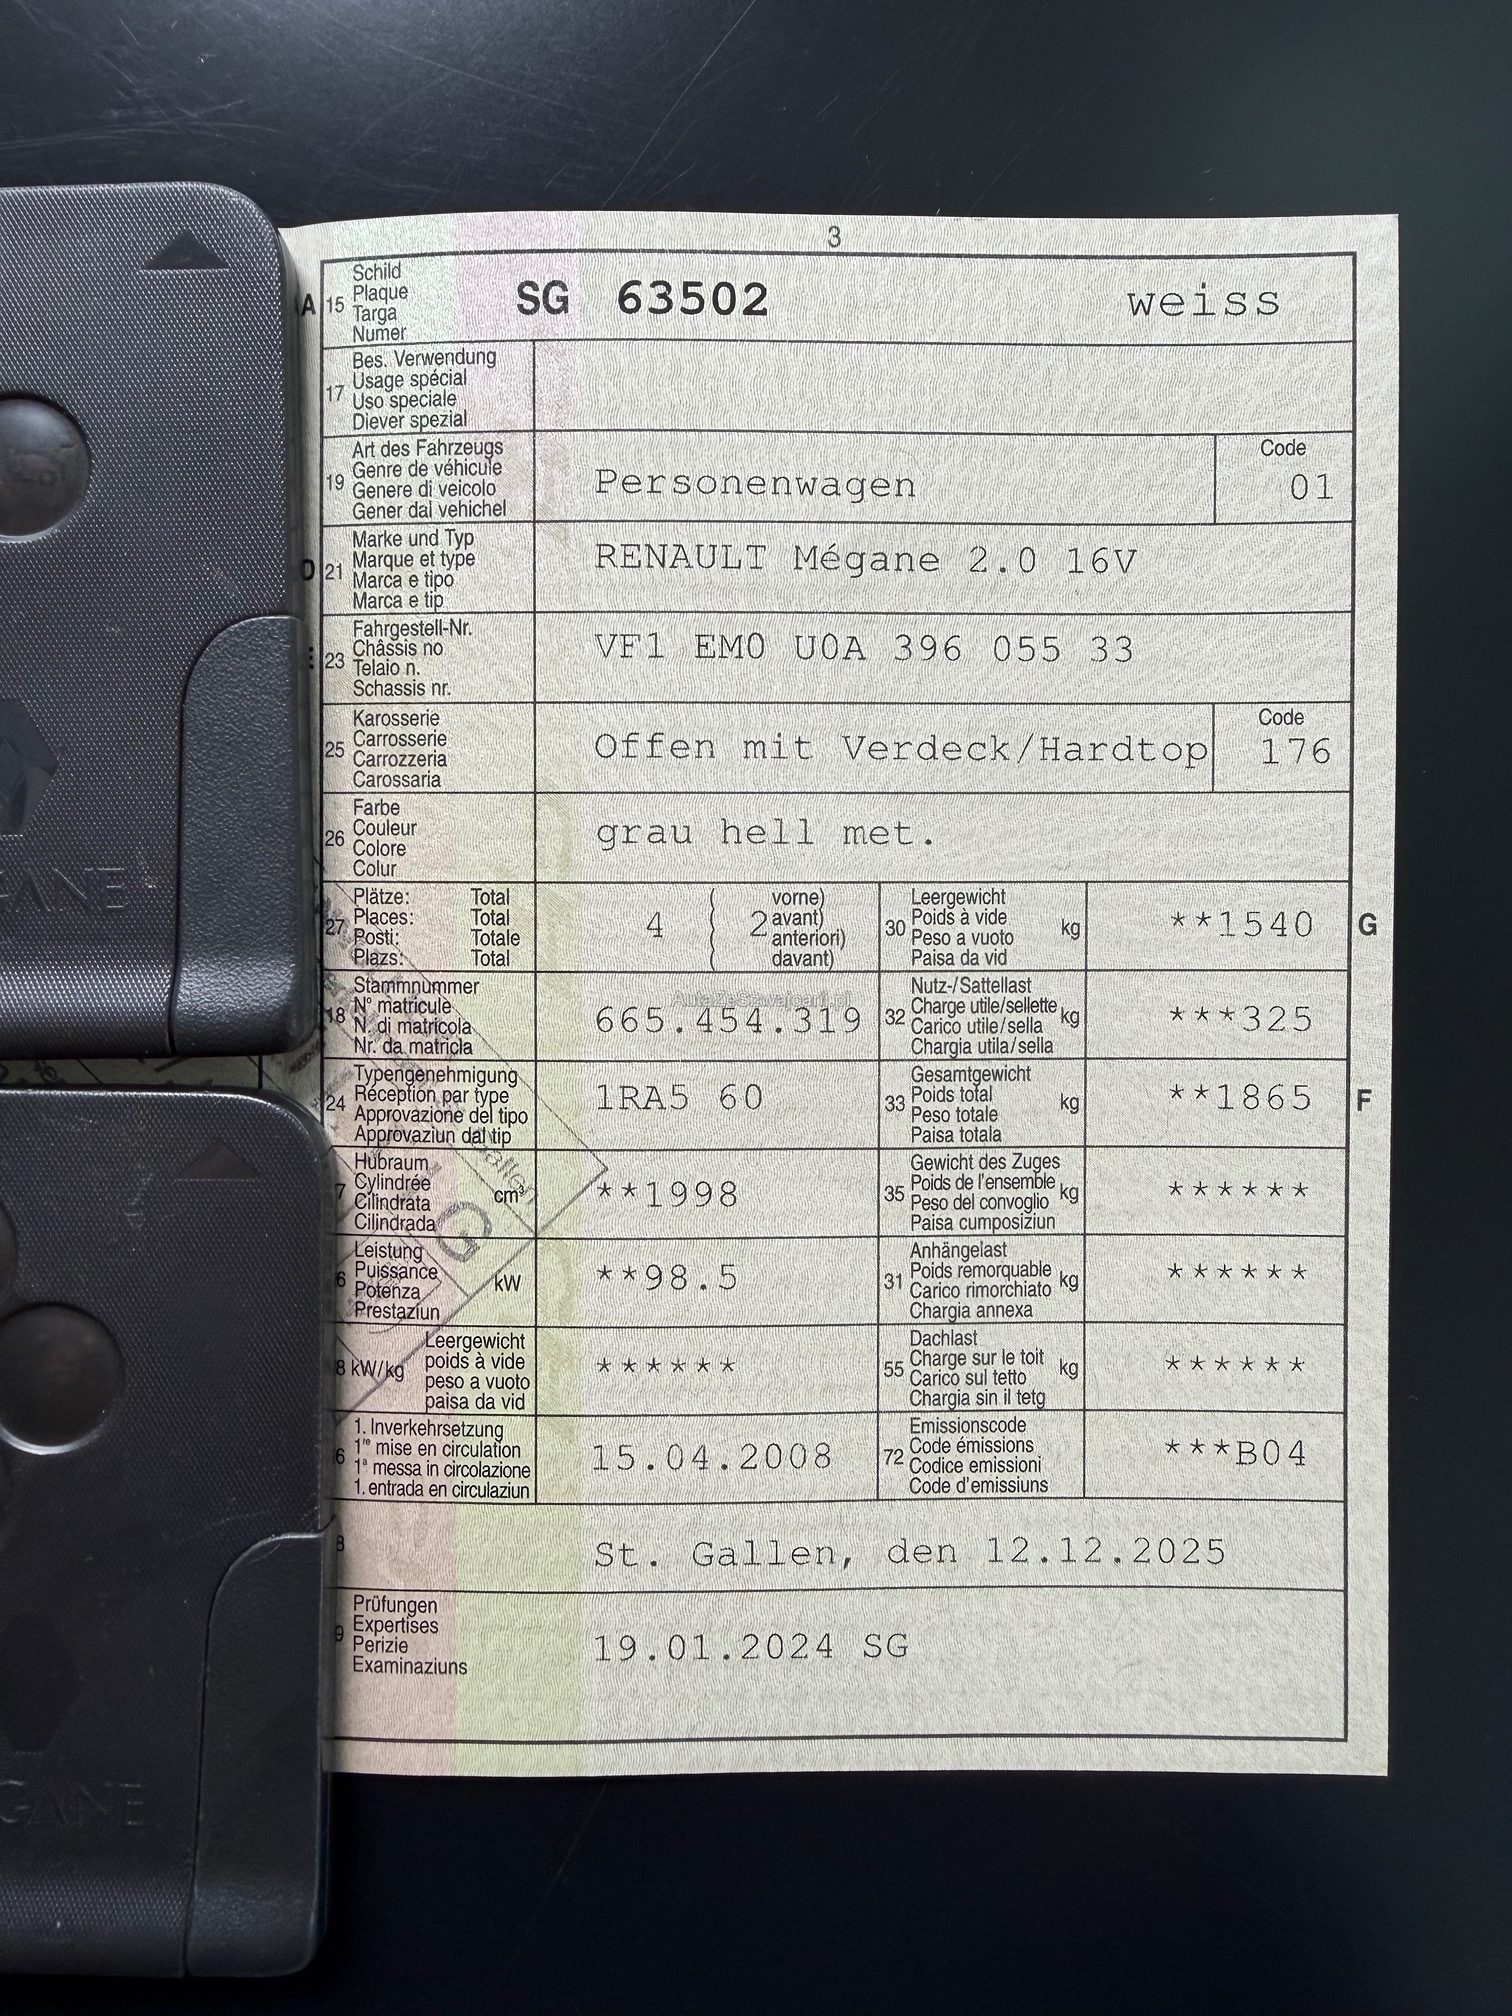 3
A 15 Schild
Plaque
Targa
Numer
SG 63502 weiss
17 Bes. Verwendung
Usage spécial
Uso speciale
Diever spezial
19 Art des Fahrzeugs
Genre de véhicule
Genere di veicolo
Gener dal vehichel
Personenwagen
Code
01
D 21 Marke und Typ
Marque et type
Marca e tipo
Marca e tip
RENAULT Mégane 2.0 16V
23 Fahrgestell-Nr.
Châssis no
Telaio n.
Schassis nr.
VF1 EM0 U0A 396 055 33
25 Karosserie
Carrosserie
Carrozzeria
Carossaria
Offen mit Verdeck/Hardtop
Code
176
26 Farbe
Couleur
Colore
Colur
grau hell met.
27 Plätze: Total
Places: Total
Posti: Totale
Plazs: Total
4 ( 2 vorne)
avant)
anteriori)
davant)
30 Leergewicht
Poids à vide
Peso a vuoto
Paisa da vid
kg
**1540 G
18 Stammnummer
N° matricule
N. di matricola
Nr. da matricla
665.454.319
AutaZeSzwajcarii.pl
32 Nutz-/Sattellast
Charge utile/sellette
Carico utile/sella
Chargia utila/sella
kg
***325
24 Typengenehmigung
Réception par type
Approvazione del tipo
Approvaziun dal tip
1RA5 60
33 Gesamtgewicht
Poids total
Peso totale
Paisa totala
kg
**1865 F
7 Hubraum
Cylindrée
Cilindrata
Cilindrada
cm³
**1998
35 Gewicht des Zuges
Poids de l'ensemble
Peso del convoglio
Paisa cumposiziun
kg
******
6 Leistung
Puissance
Potenza
Prestaziun
kW
**98.5
31 Anhängelast
Poids remorquable
Carico rimorchiato
Chargia annexa
kg
******
8 kW/kg Leergewicht
poids à vide
peso a vuoto
paisa da vid
******
55 Dachlast
Charge sur le toit
Carico sul tetto
Chargia sin il tetg
kg
******
6 1. Inverkehrsetzung
1re mise en circulation
1a messa in circolazione
1. entrada en circulaziun
15.04.2008
72 Emissionscode
Code émissions
Codice emissioni
Code d'emissiuns
***B04
8
St. Gallen, den 12.12.2025
9 Prüfungen
Expertises
Perizie
Examinaziuns
19.01.2024 SG
GANE
GANE
G